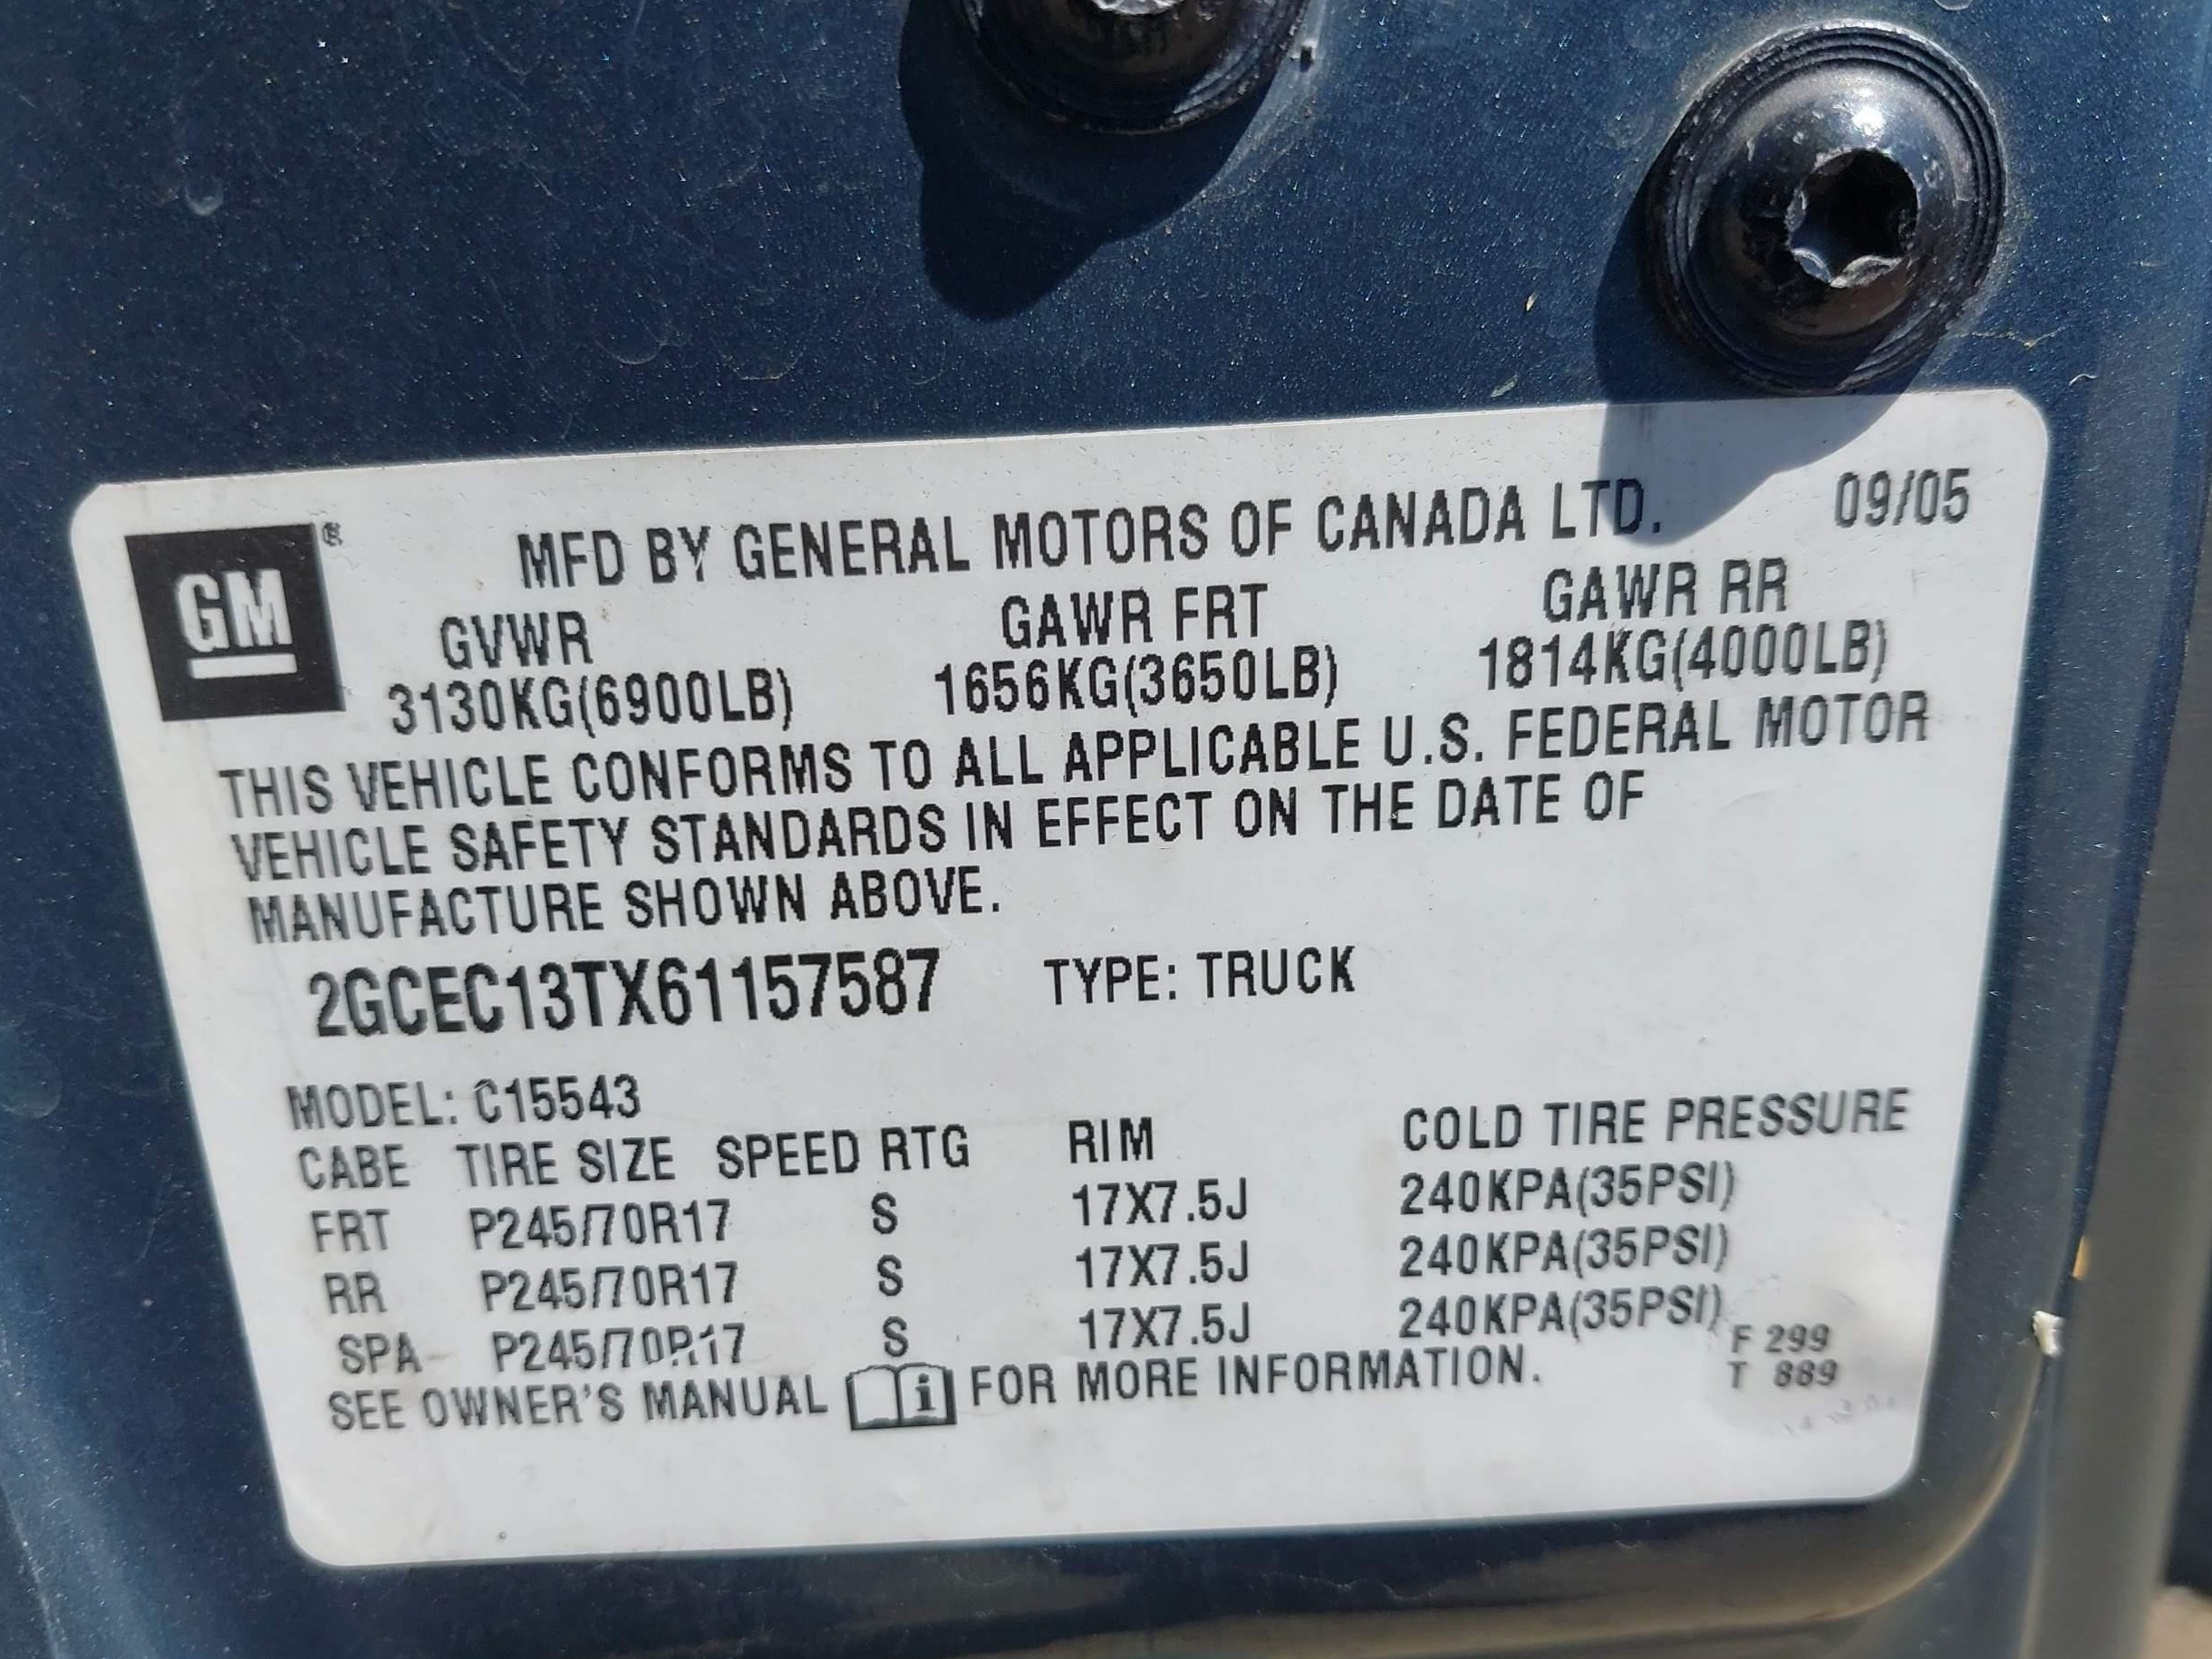 GM ®
MFD BY GENERAL MOTORS OF CANADA LTD. 09/05
GVWR GAWR FRT GAWR RR
3130KG(6900LB) 1656KG(3650LB) 1814KG(4000LB)
THIS VEHICLE CONFORMS TO ALL APPLICABLE U.S. FEDERAL MOTOR
VEHICLE SAFETY STANDARDS IN EFFECT ON THE DATE OF
MANUFACTURE SHOWN ABOVE.
2GCEC13TX61157587 TYPE: TRUCK
MODEL: C15543
CABE TIRE SIZE SPEED RTG RIM COLD TIRE PRESSURE
FRT P245/70R17 S 17X7.5J 240KPA(35PSI)
RR P245/70R17 S 17X7.5J 240KPA(35PSI)
SPA P245/70R17 S 17X7.5J 240KPA(35PSI)
SEE OWNER'S MANUAL i FOR MORE INFORMATION.
F 299
T 889